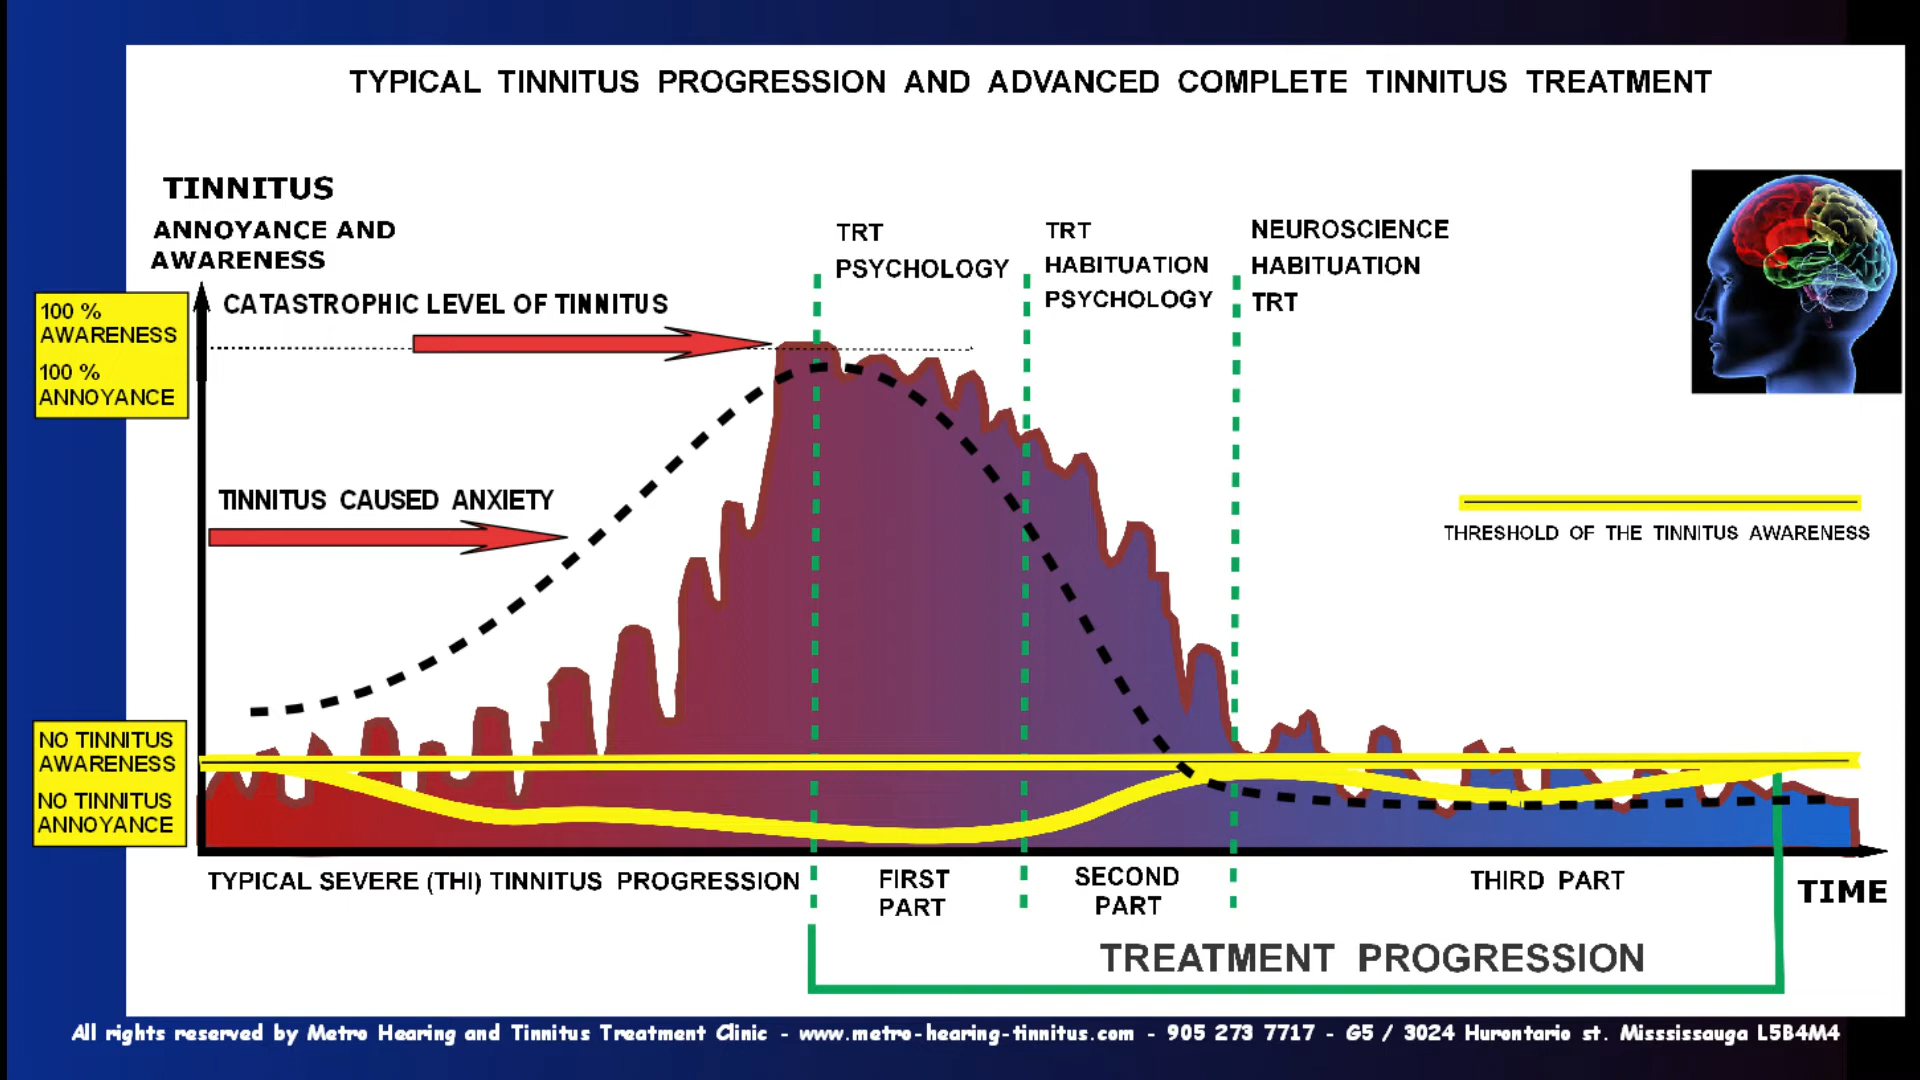 TYPICAL TINNITUS PROGRESSION AND ADVANCED COMPLETE TINNITUS TREATMENT
TINNITUS
ANNOYANCE AND
AWARENESS
100 %
AWARENESS
100 %
ANNOYANCE
CATASTROPHIC LEVEL OF TINNITUS
TINNITUS CAUSED ANXIETY
TRT
PSYCHOLOGY
TRT
HABITUATION
PSYCHOLOGY
NEUROSCIENCE
HABITUATION
TRT
THRESHOLD OF THE TINNITUS AWARENESS
NO TINNITUS
AWARENESS
NO TINNITUS
ANNOYANCE
TYPICAL SEVERE (THI) TINNITUS PROGRESSION
FIRST
PART
SECOND
PART
THIRD PART
TIME
TREATMENT PROGRESSION
All rights reserved by Metro Hearing and Tinnitus Treatment Clinic - www.metro-hearing-tinnitus.com - 905 273 7717 - G5 / 3024 Hurontario st. Misssissauga L5B4M4